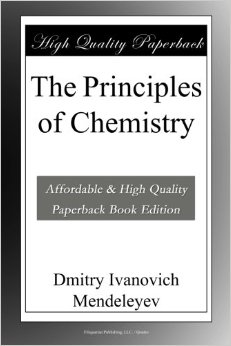 High Quality Paperback
The Principles
of Chemistry
Affordable & High Quality
Paperback Book Edition
Dmitry Ivanovich
Mendeleyev